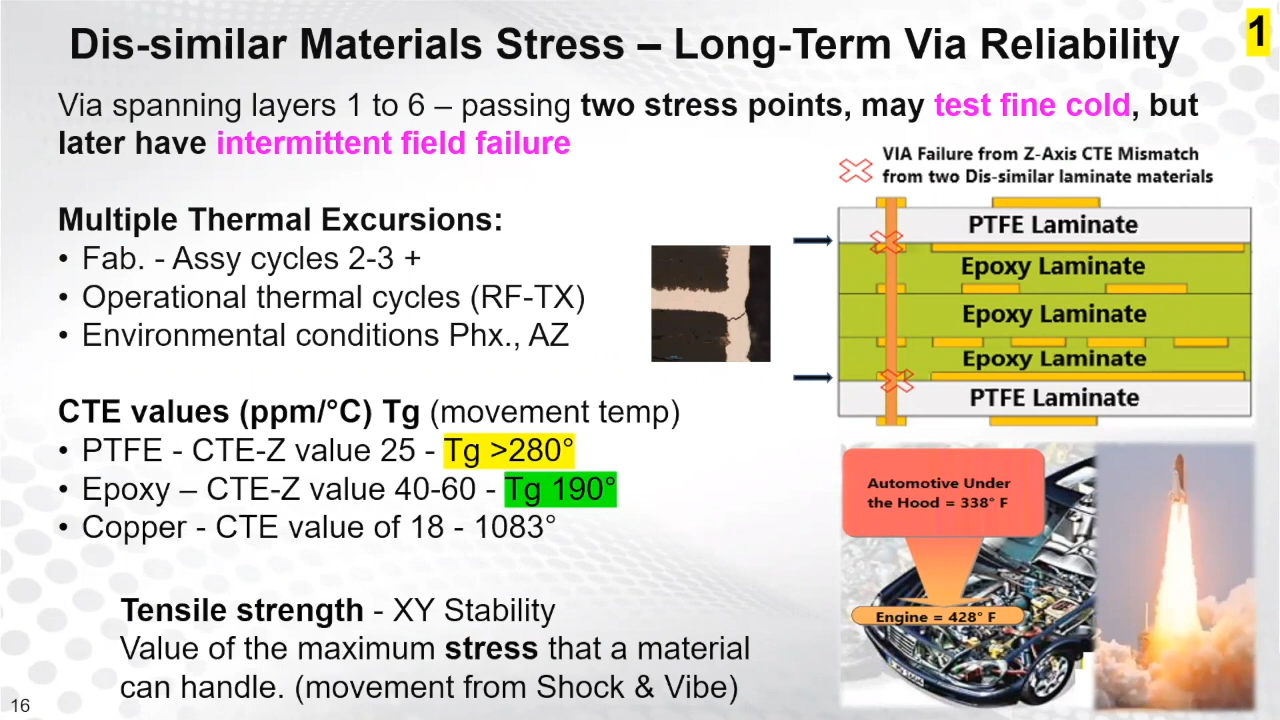 Dis-similar Materials Stress – Long-Term Via Reliability
1
Via spanning layers 1 to 6 – passing two stress points, may test fine cold, but
later have intermittent field failure
VIA Failure from Z-Axis CTE Mismatch
from two Dis-similar laminate materials
Multiple Thermal Excursions:
• Fab. - Assy cycles 2-3 +
• Operational thermal cycles (RF-TX)
• Environmental conditions Phx., AZ
PTFE Laminate
Epoxy Laminate
Epoxy Laminate
Epoxy Laminate
PTFE Laminate
CTE values (ppm/°C) Tg (movement temp)
• PTFE - CTE-Z value 25 - Tg >280°
• Epoxy – CTE-Z value 40-60 - Tg 190°
• Copper - CTE value of 18 - 1083°
Automotive Under
the Hood = 338° F
Engine = 428° F
Tensile strength - XY Stability
Value of the maximum stress that a material
can handle. (movement from Shock & Vibe)
16